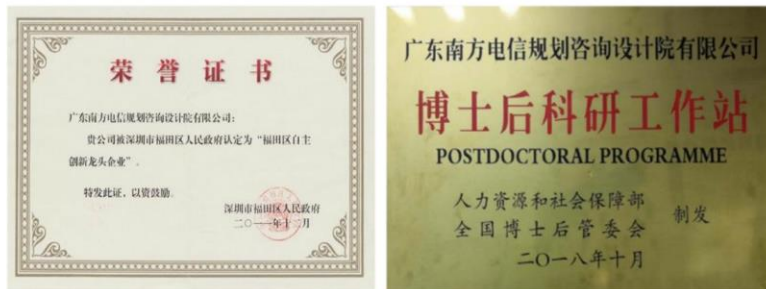 荣誉证书
广东南方电信规划咨询设计院有限公司:
贵公司被深圳市福田区人民政府认定为“福田区自主
创新龙头企业”。
特发此证,以资鼓励。
深圳市福田区人民政府
二〇一一年十二月
广东南方电信规划咨询设计院有限公司
博士后科研工作站
POSTDOCTORAL PROGRAMME
人力资源和社会保障部
全国博士后管委会
制发
二〇一八年十月